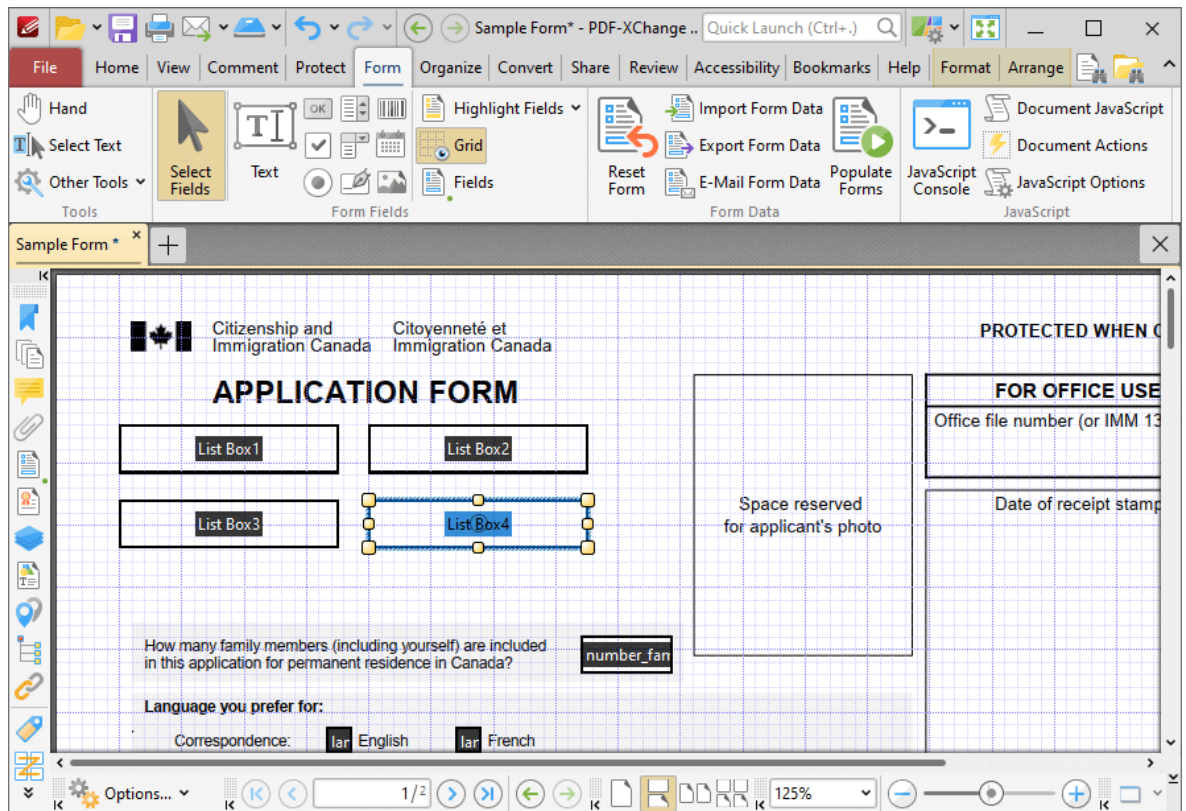 Sample Form* - PDF-XChange ..
Quick Launch (Ctrl+.)
File Home View Comment Protect Form Organize Convert Share Review Accessibility Bookmarks Help Format Arrange
Hand
Select Text
Other Tools
Tools
Select Fields
Text
OK
Highlight Fields
Grid
Fields
Form Fields
Reset Form
Import Form Data
Export Form Data
E-Mail Form Data
Populate Forms
Form Data
JavaScript Console
Document JavaScript
Document Actions
JavaScript Options
JavaScript
Sample Form *
Citizenship and
Immigration Canada
Citoyenneté et
Immigration Canada
PROTECTED WHEN
APPLICATION FORM
FOR OFFICE USE
Office file number (or IMM 13
List Box1
List Box2
List Box3
List Box4
Space reserved
for applicant's photo
Date of receipt stamp
How many family members (including yourself) are included
in this application for permanent residence in Canada?
number_fam
Language you prefer for:
Correspondence: lar English lar French
Options...
1/2
125%